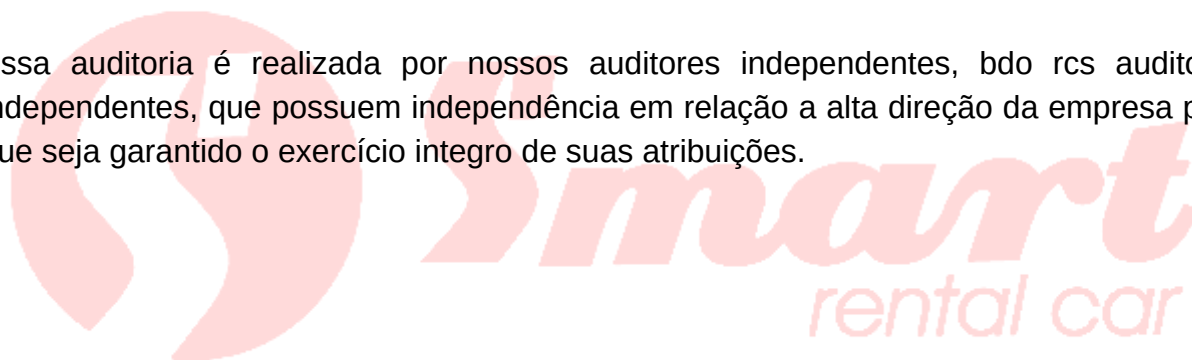 ssa auditoria é realizada por nossos auditores independentes, bdo rcs audito
ndependentes, que possuem independência em relação a alta direção da empresa p
ue seja garantido o exercício integro de suas atribuições.
Smart
rental car